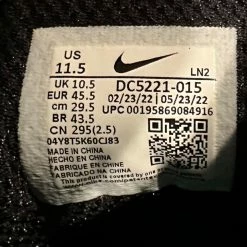 US
11.5
LN2
UK 10.5
EUR 45.5
cm 29.5
BR 43.5
CN 295(2.5)
DC5221-015
02/23/22 05/23/22
UPC 00195869084916
04Y8T5K60CJ83
MADE IN CHINA
HECHO EN CHINA
FABRIQUE EN CHINE
FABRICADO NA CHINA